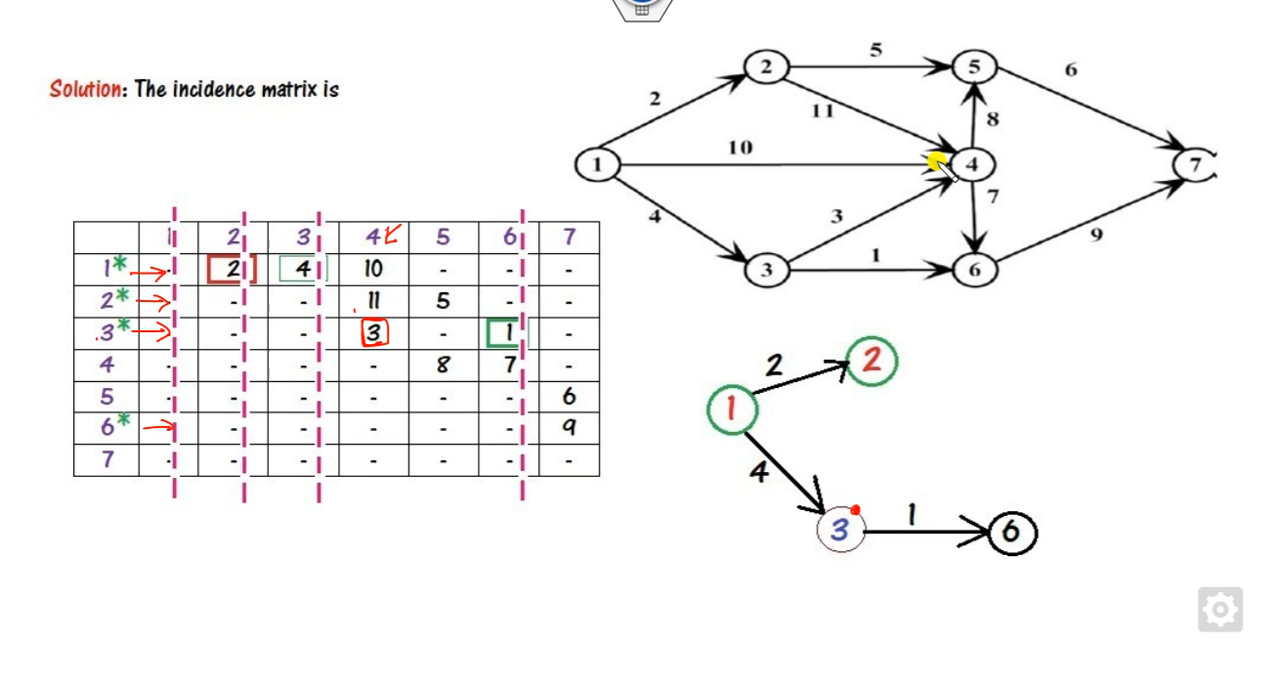 Solution: The incidence matrix is
1 2 3 4 5 6 7
1* - 2 4 10 - - -
2* - - - 11 5 - -
3* - - - 3 - 1 -
4 - - - - 8 7 -
5 - - - - - - 6
6* - - - - - - 9
7 - - - - - - -
2 5 5 6
2
11
8
10
1 4 7
7
4 3
1
3 6 9
2 2
1
4
3 1 6